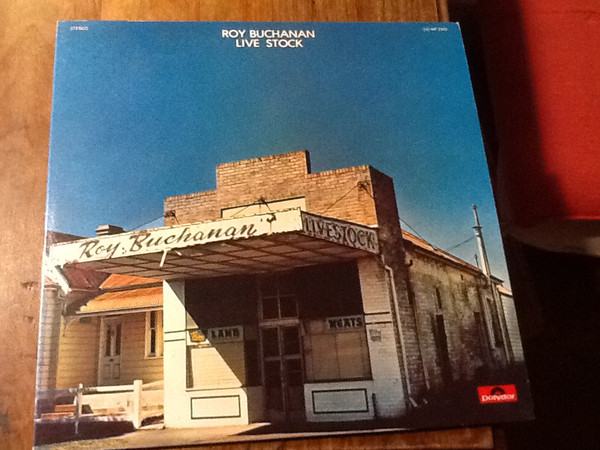 STEREO
ROY BUCHANAN
LIVE STOCK
Roy Buchanan
LIVESTOCK
LAMB
MEATS
Polydor